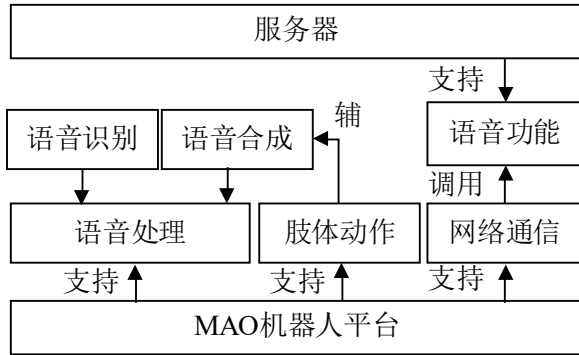 服务器
支持
语音识别
语音合成
辅
语音功能
调用
语音处理
肢体动作
网络通信
支持
支持
支持
MAO机器人平台